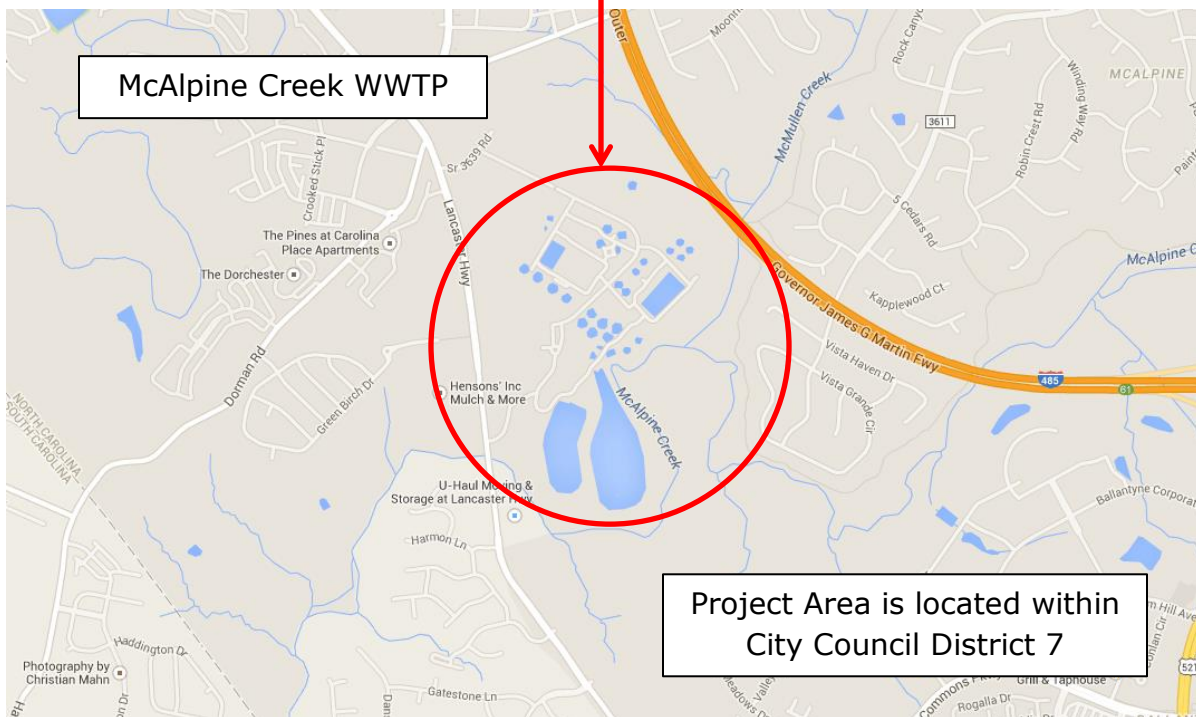 McAlpine Creek WWTP
Outer
Rock Cany
MCALPINE
Winding Way Rd
Robin Crest Rd
McMullen Creek
3611
Sr 3639 Rd
Crooked Stick Pl
Lancaster Hwy
S Cedars Rd
The Pines at Carolina
Place Apartments
The Dorchester
McAlpine C
Kapplewood Ct
Governor James G Martin Fwy
Vista Haven Dr
Vista Grande Cir
485
61
Dorman Rd
Green Birch Dr
Hensons' Inc
Mulch & More
McAlpine Creek
NORTH CAROLINA
SOUTH CAROLINA
U-Haul Moving &
Storage at Lancaster Hwy
Ballantyne Corporat
Harmon Ln
Project Area is located within
City Council District 7
m Hill Ave
Haddington Dr
Photography by
Christian Mahn
Gatestone Ln
Commons Pkwy
Grill & Taphouse
Rogalla Dr
521